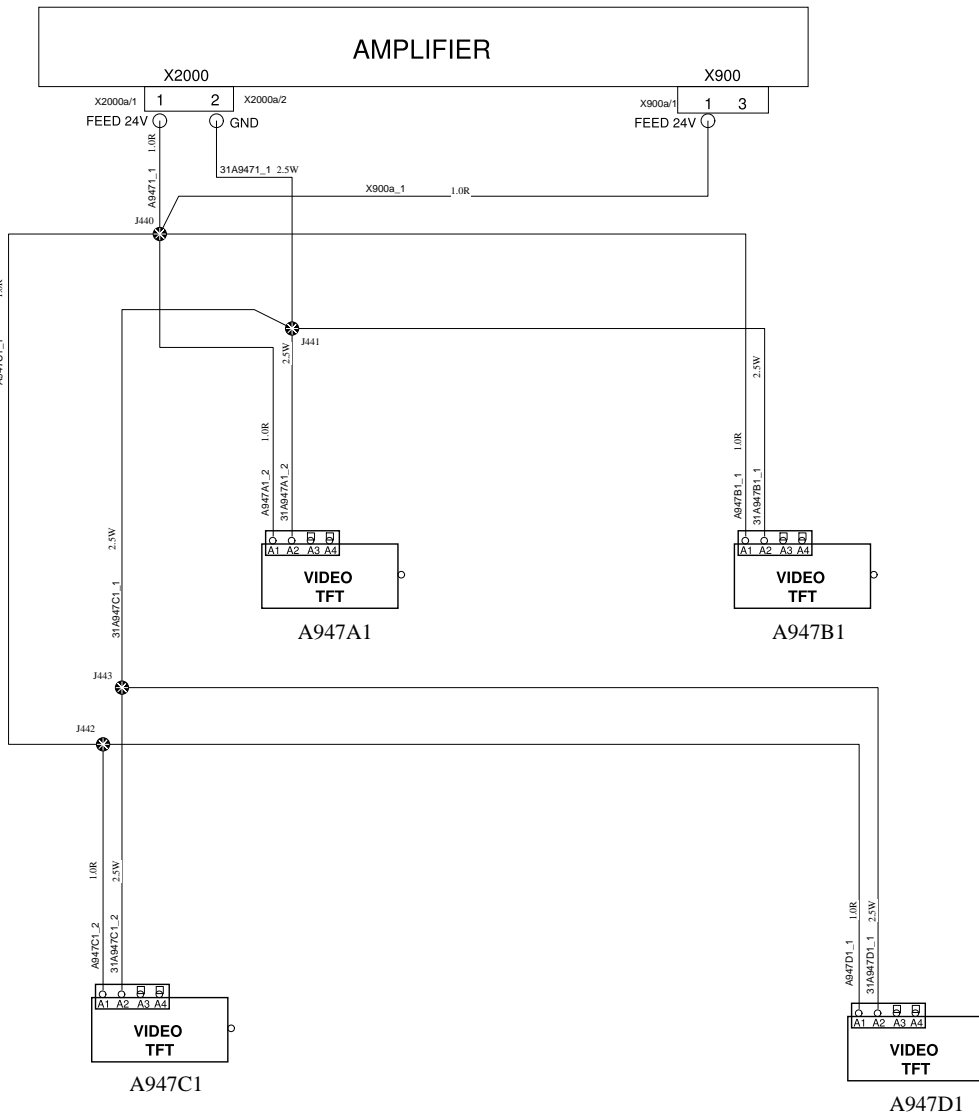 AMPLIFIER
X2000
X900
X2000a/1
1
2
X2000a/2
X900a/1
1
3
FEED 24V
GND
FEED 24V
A9471_1
1.0R
31A9471_1 2.5W
X900a_1
1.0R
J440
J441
2.5W
2.5W
A947A1_2
1.0R
31A947A1_2
A947B1_1
1.0R
31A947B1_1
A1 A2 A3 A4
VIDEO
TFT
A947A1
A1 A2 A3 A4
VIDEO
TFT
A947B1
31A947C1_1
2.5W
J443
J442
A947C1_2
1.0R
31A947C1_2
2.5W
A947D1_1
1.0R
31A947D1_1
2.5W
A1 A2 A3 A4
VIDEO
TFT
A947C1
A1 A2 A3 A4
VIDEO
TFT
A947D1